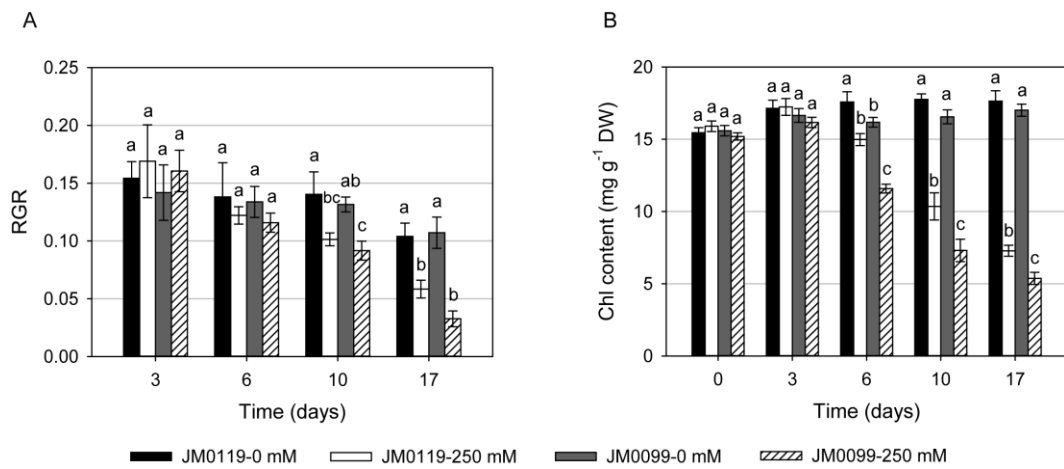 A
B
0.25
0.20
0.15
0.10
0.05
0.00
RGR
a
a
a
a
a
a
a
a
a
bc
ab
c
a
b
a
b
3
6
10
17
Time (days)
20
15
10
5
0
Chl content (mg g-1 DW)
a
a
a
a
a
a
a
a
a
b
b
c
a
b
a
c
a
b
a
c
0
3
6
10
17
Time (days)
JM0119-0 mM
JM0119-250 mM
JM0099-0 mM
JM0099-250 mM